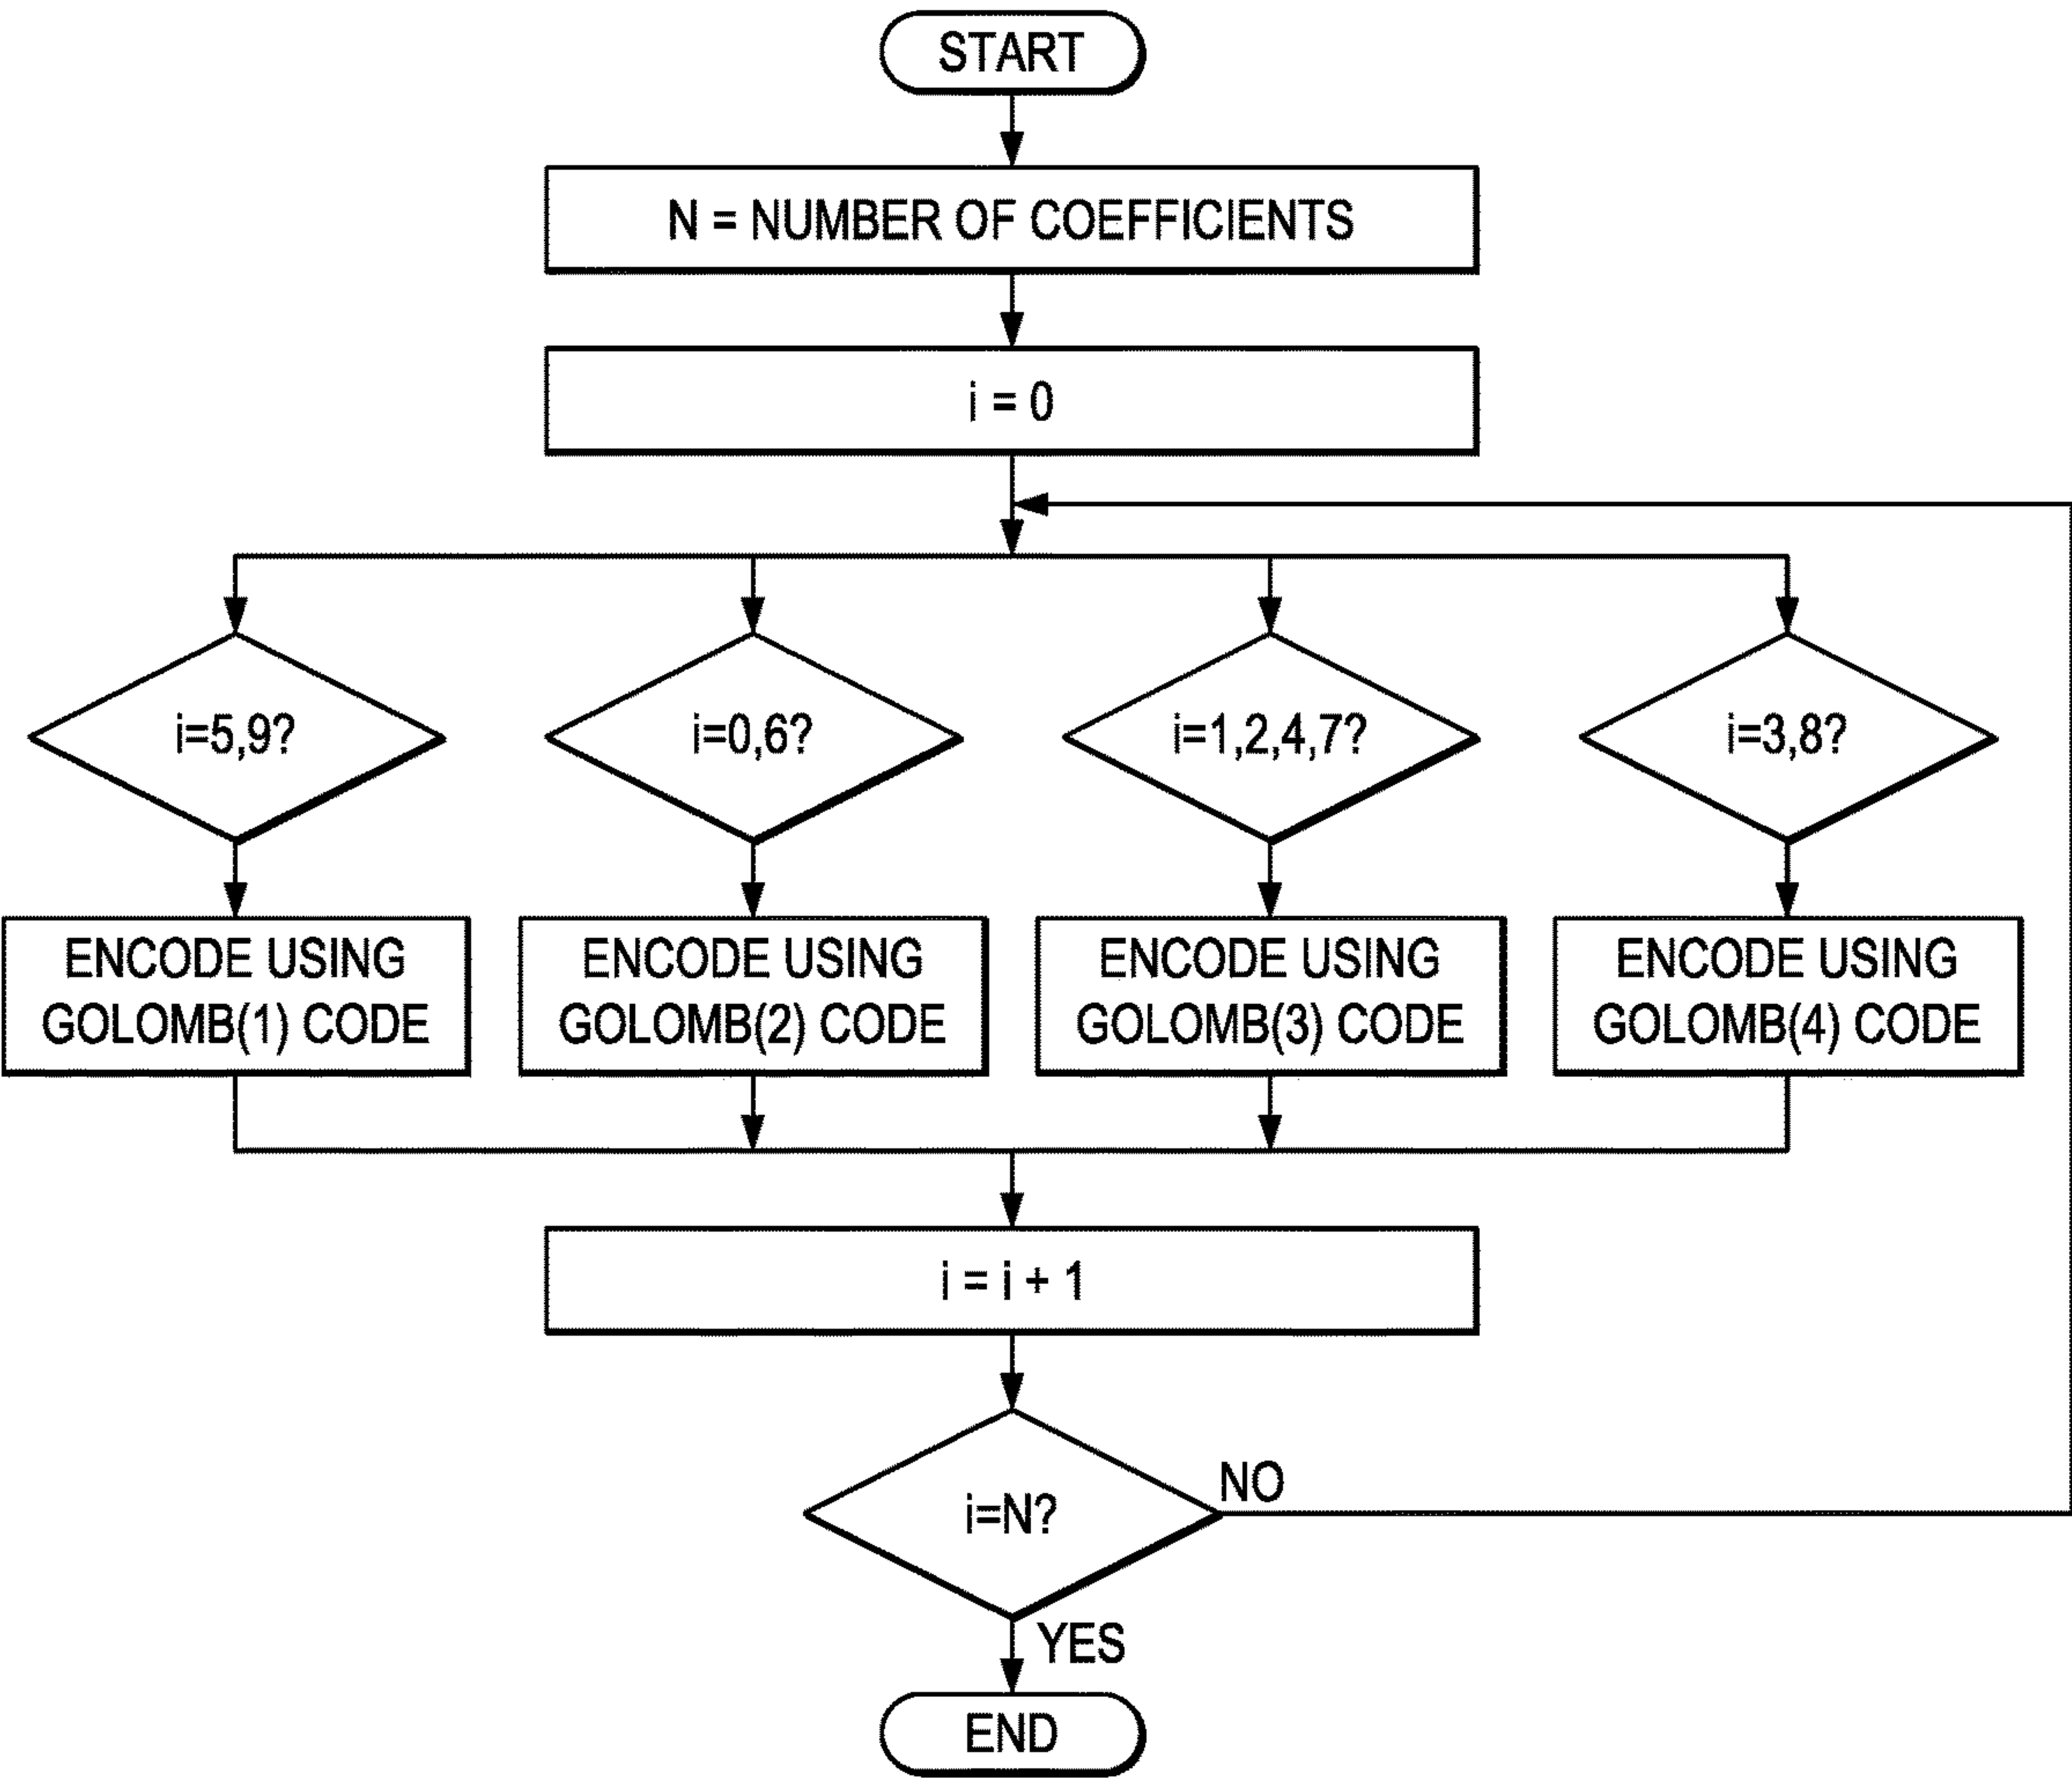 START
N = NUMBER OF COEFFICIENTS
i = 0
i=5,9?
i=0,6?
i=1,2,4,7?
i=3,8?
ENCODE USING
GOLOMB(1) CODE
ENCODE USING
GOLOMB(2) CODE
ENCODE USING
GOLOMB(3) CODE
ENCODE USING
GOLOMB(4) CODE
i = i + 1
i=N?
NO
YES
END